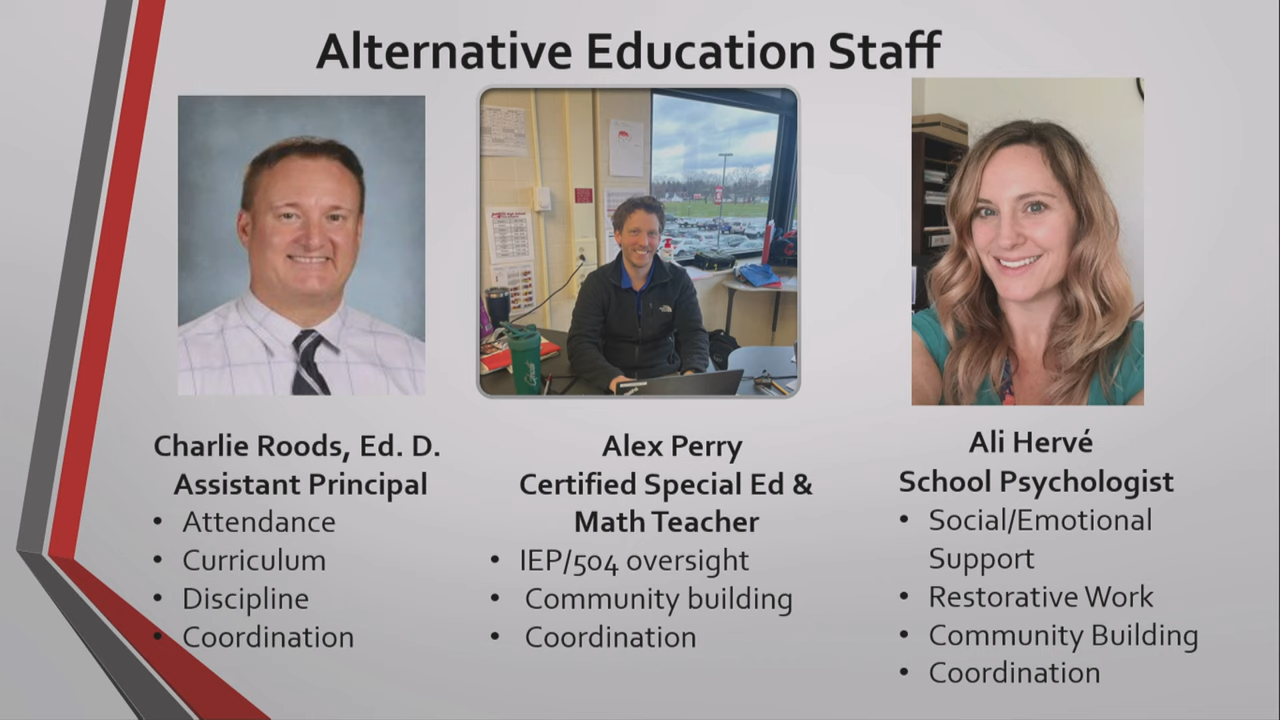 Alternative Education Staff
Charlie Roods, Ed. D.
Assistant Principal
• Attendance
• Curriculum
• Discipline
• Coordination
Alex Perry
Certified Special Ed &
Math Teacher
• IEP/504 oversight
• Community building
• Coordination
Ali Hervé
School Psychologist
• Social/Emotional
Support
• Restorative Work
• Community Building
• Coordination